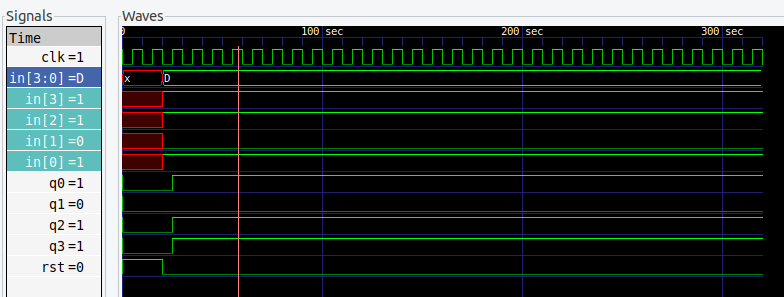 Signals
Waves
Time
0 100 sec 200 sec 300 sec
clk=1
in[3:0]=D x D
in[3]=1
in[2]=1
in[1]=0
in[0]=1
q0=1
q1=0
q2=1
q3=1
rst=0